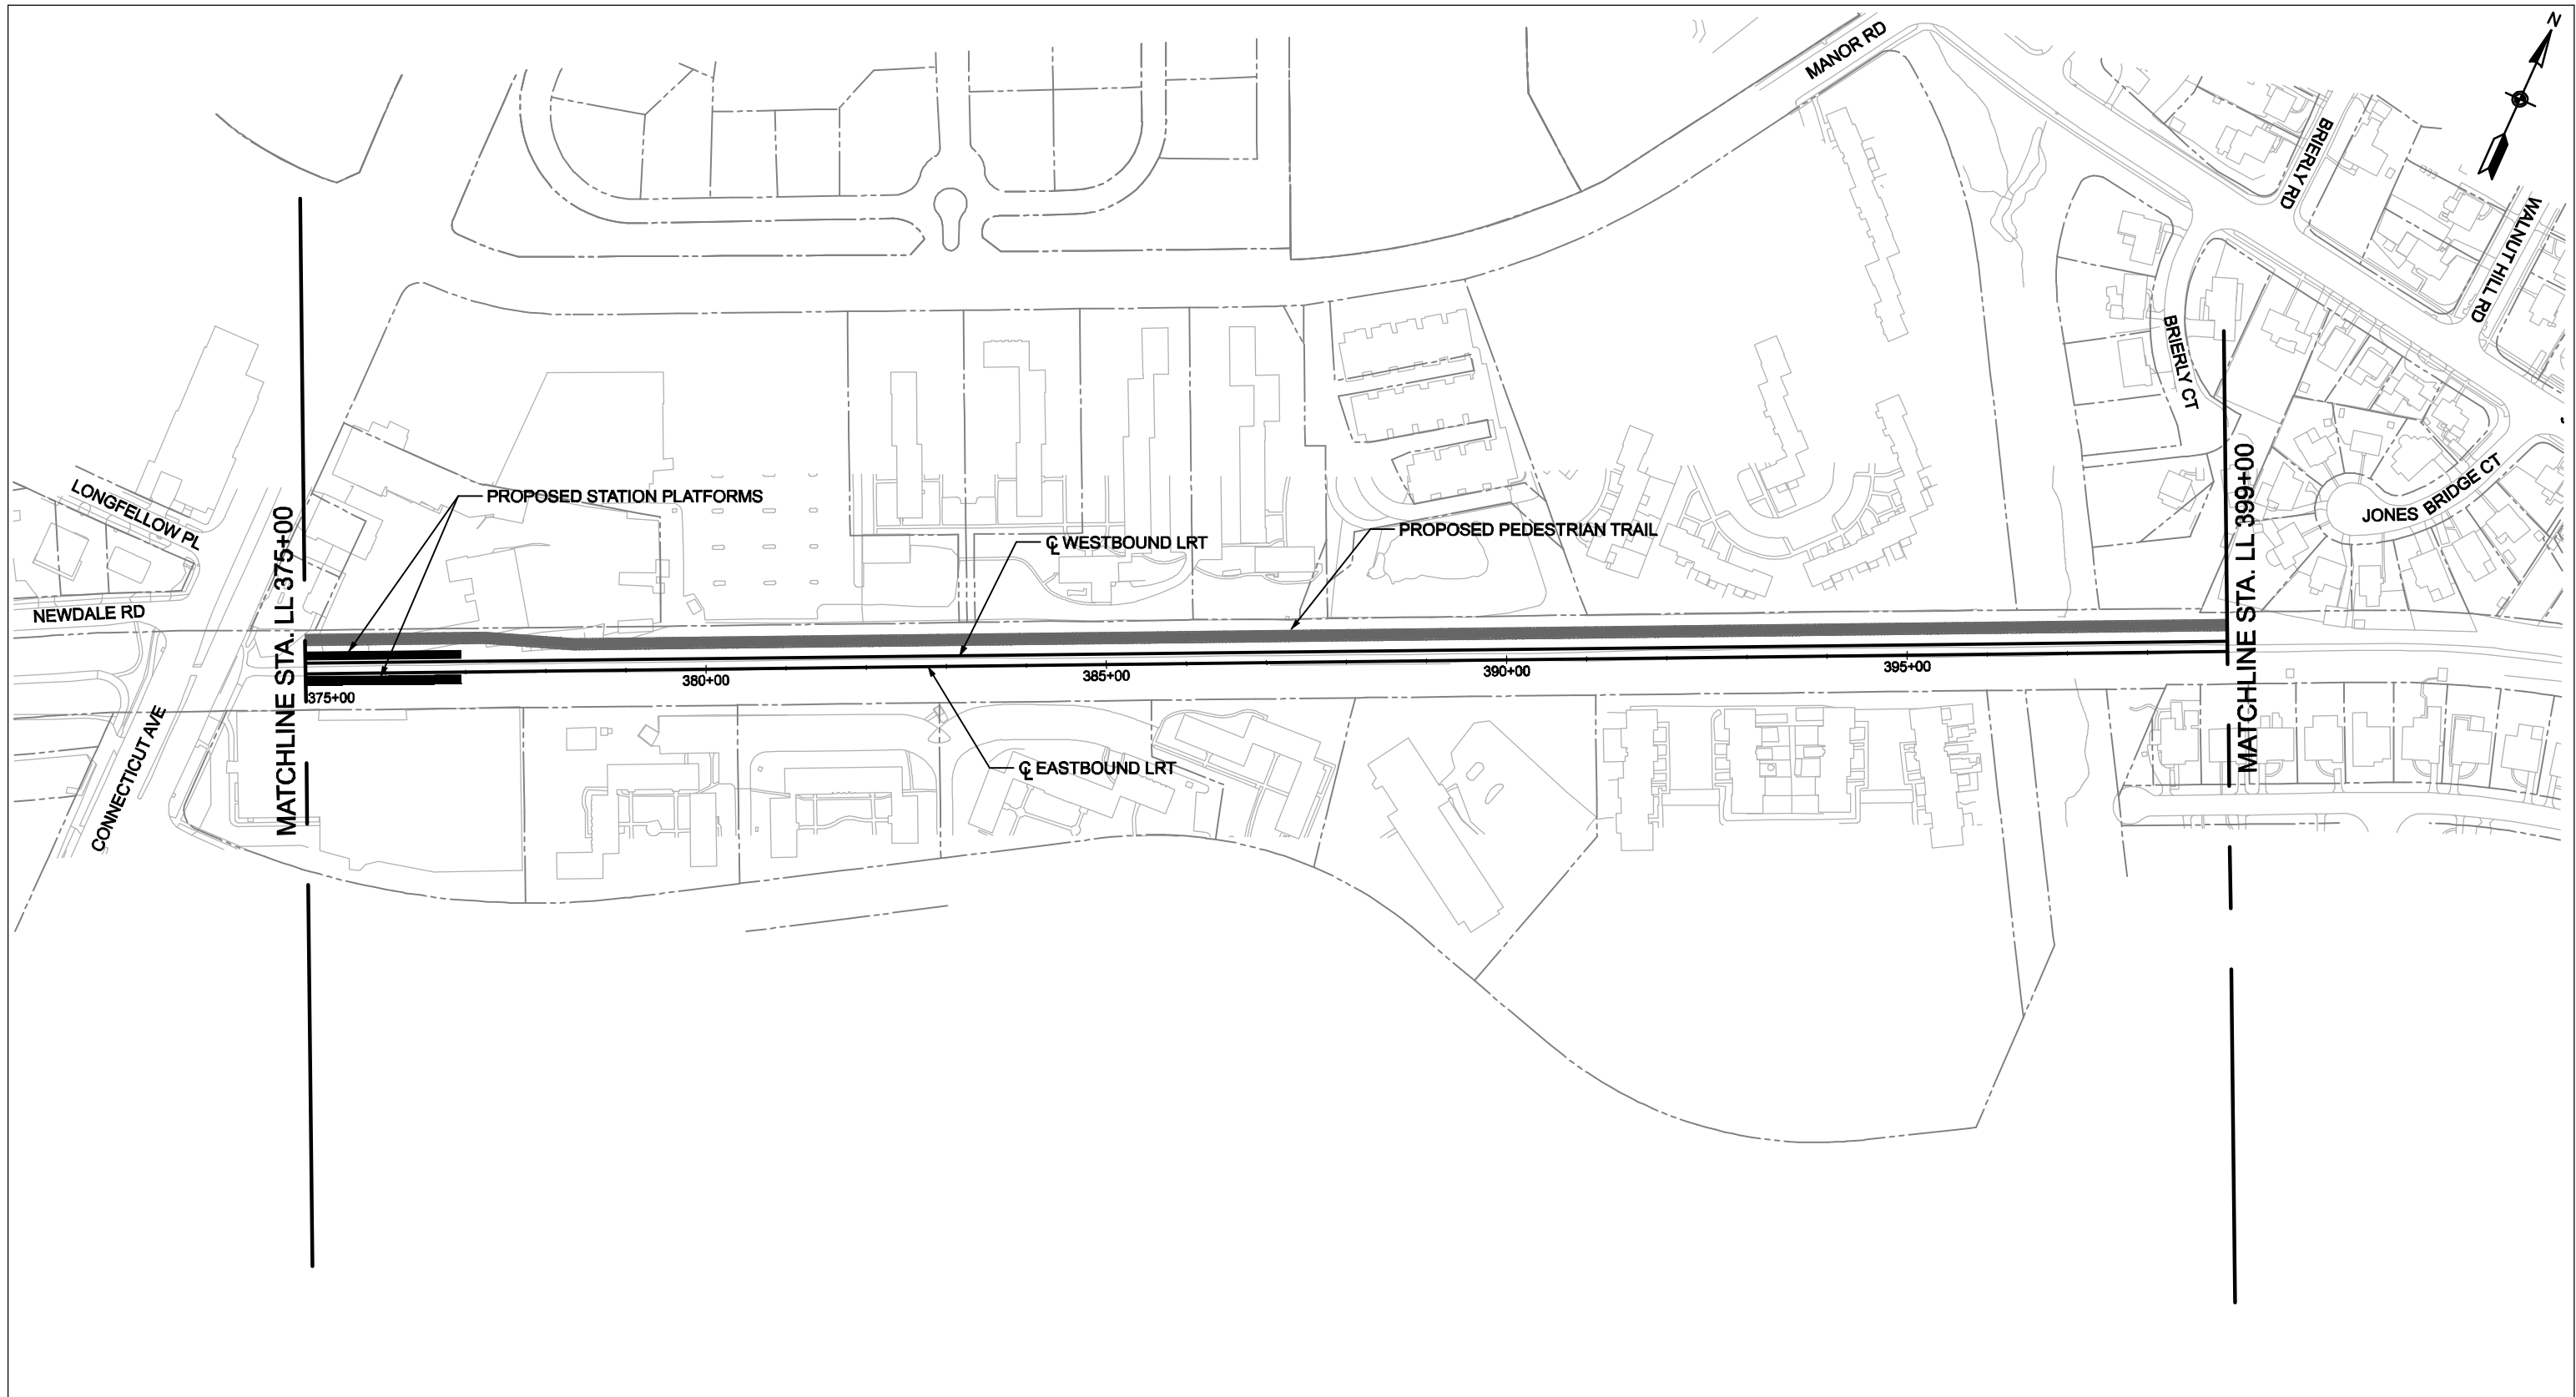 N
MANOR RD
BRIERLY RD
WALNUT HILL RD
BRIERLY CT
JONES BRIDGE CT
MATCHLINE STA. LL 399+00
LONGFELLOW PL
PROPOSED STATION PLATFORMS
PROPOSED PEDESTRIAN TRAIL
℄ WESTBOUND LRT
NEWDALE RD
MATCHLINE STA. LL 375+00
375+00
380+00
385+00
390+00
395+00
CONNECTICUT AVE
℄ EASTBOUND LRT